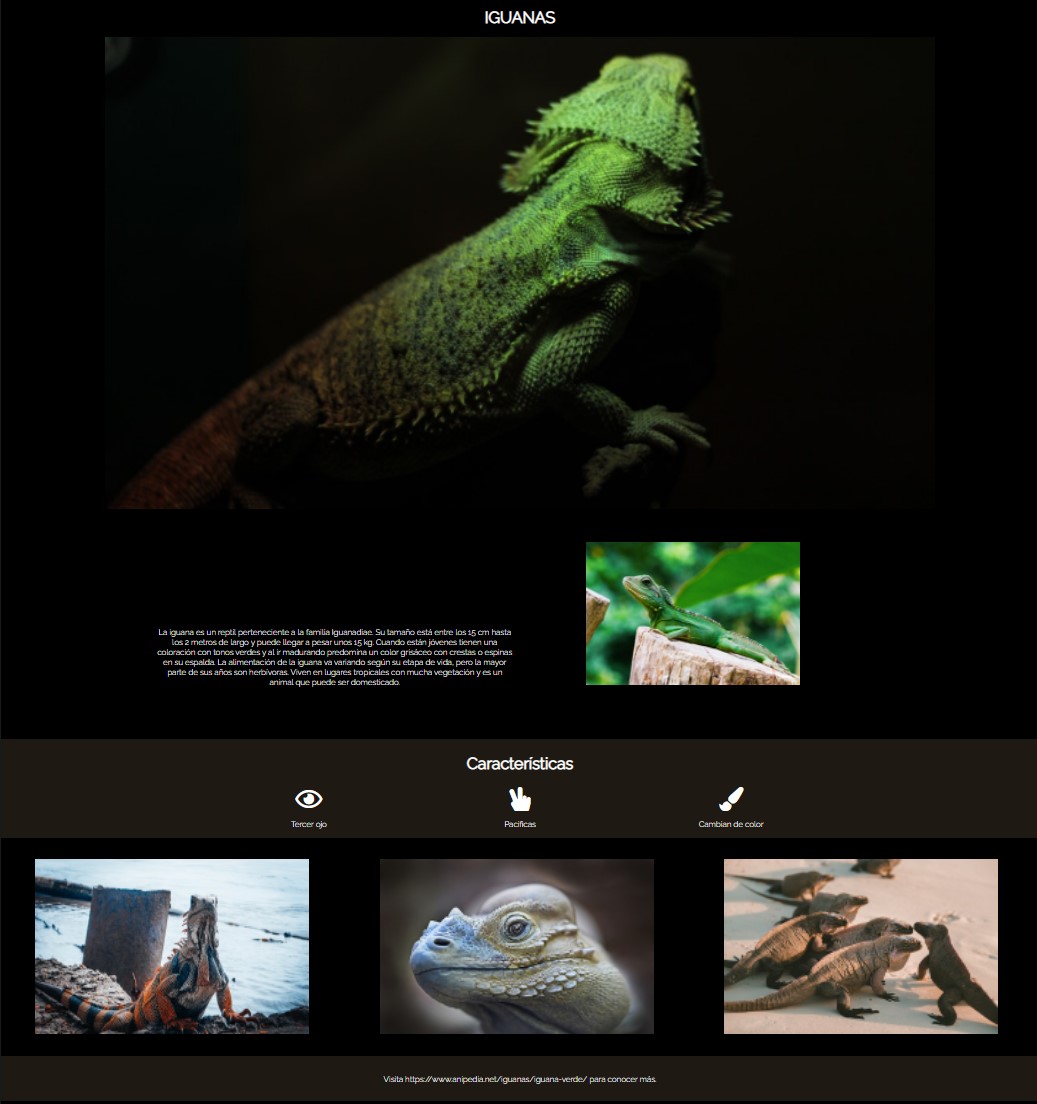 IGUANAS
La iguana es un reptil perteneciente a la familia Iguanadiae. Su tamaño está entre los 15 cm hasta
los 2 metros de largo y puede llegar a pesar unos 15 kg. Cuando están jóvenes tienen una
coloración con tonos verdes y al ir madurando predomina un color grisáceo con crestas o espinas
en su espalda. La alimentación de la iguana va variando según su etapa de vida, pero la mayor
parte de sus años son herbívoras. Viven en lugares tropicales con mucha vegetación y es un
animal que puede ser domesticado.
Características
Tercer ojo
Pacíficas
Cambian de color
Visita https://www.anipedia.net/iguanas/iguana-verde/ para conocer más.